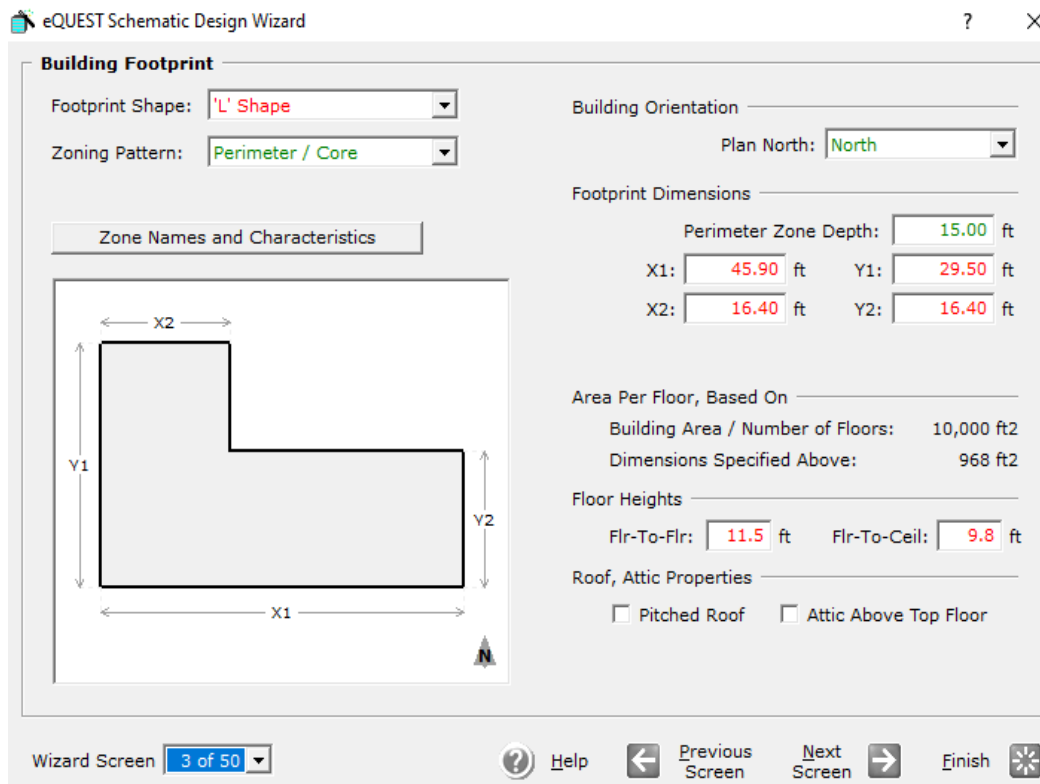 eQUEST Schematic Design Wizard ?
Building Footprint
Footprint Shape: 'L' Shape
Zoning Pattern: Perimeter / Core
Zone Names and Characteristics
X2
Y1
Y2
X1
N
Building Orientation
Plan North: North
Footprint Dimensions
Perimeter Zone Depth: 15.00 ft
X1: 45.90 ft Y1: 29.50 ft
X2: 16.40 ft Y2: 16.40 ft
Area Per Floor, Based On
Building Area / Number of Floors: 10,000 ft2
Dimensions Specified Above: 968 ft2
Floor Heights
Flr-To-Flr: 11.5 ft Flr-To-Ceil: 9.8 ft
Roof, Attic Properties
Pitched Roof Attic Above Top Floor
Wizard Screen 3 of 50 ? Help Previous Screen Next Screen Finish